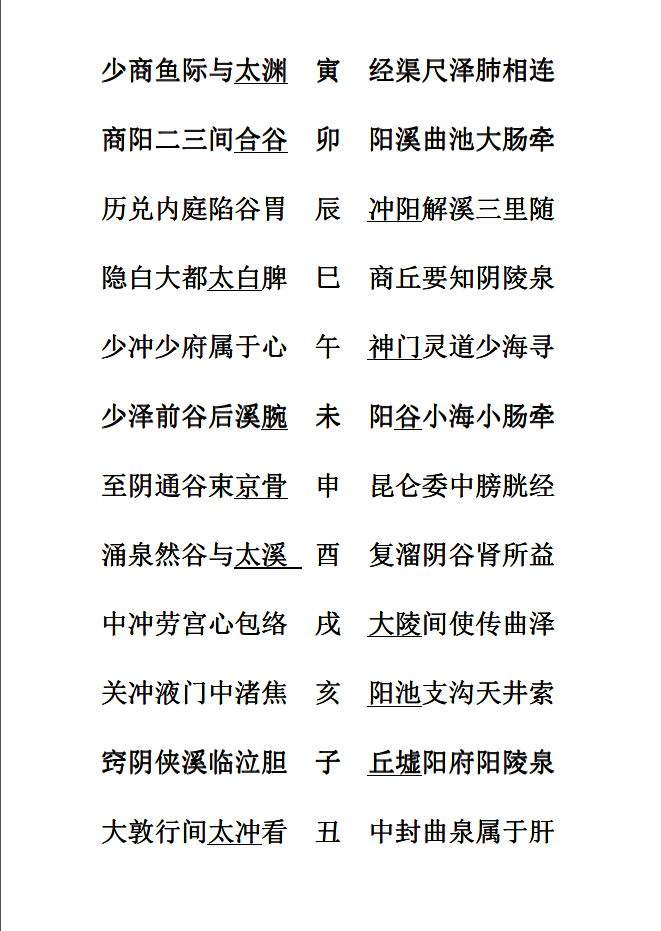 少商鱼际与太渊 寅 经渠尺泽肺相连
商阳二三间合谷 卯 阳溪曲池大肠牵
历兑内庭陷谷胃 辰 冲阳解溪三里随
隐白大都太白脾 巳 商丘要知阴陵泉
少冲少府属于心 午 神门灵道少海寻
少泽前谷后溪腕 未 阳谷小海小肠牵
至阴通谷束京骨 申 昆仑委中膀胱经
涌泉然谷与太溪 酉 复溜阴谷肾所益
中冲劳宫心包络 戌 大陵间使传曲泽
关冲液门中渚焦 亥 阳池支沟天井索
窍阴侠溪临泣胆 子 丘墟阳府阳陵泉
大敦行间太冲看 丑 中封曲泉属于肝